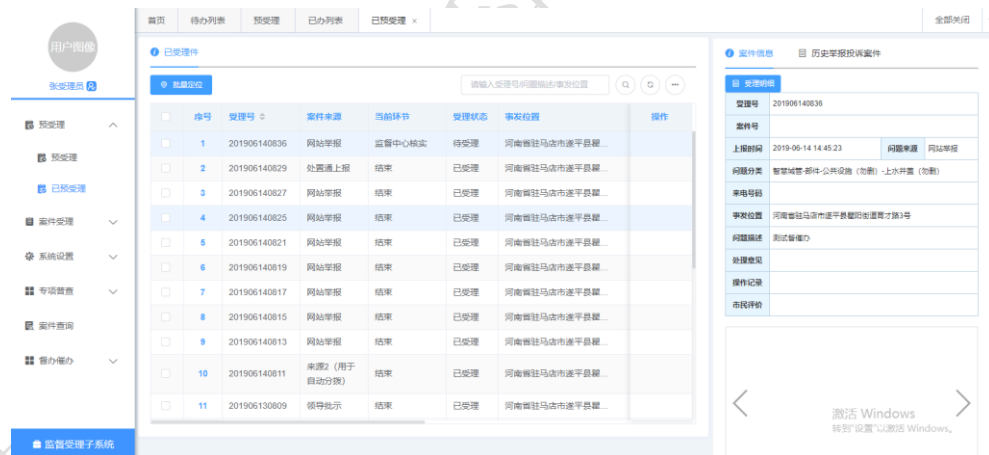 首页 待办列表 预受理 已办列表 已预受理 × 全部关闭
用户图像
张受理员
预受理
预受理
已预受理
案件受理
系统设置
专项普查
案件查询
督办催办
监督受理子系统
已受理件
批量定位 请输入受理号/问题描述/事发位置
序号 受理号 案件来源 当前环节 受理状态 事发位置 操作
1 201906140836 网站举报 监督中心核实 待受理 河南省驻马店市遂平县瞿...
2 201906140829 处置通上报 结束 已受理 河南省驻马店市遂平县瞿...
3 201906140827 网站举报 结束 已受理 河南省驻马店市遂平县瞿...
4 201906140825 网站举报 结束 已受理 河南省驻马店市遂平县瞿...
5 201906140821 网站举报 结束 已受理 河南省驻马店市遂平县瞿...
6 201906140819 网站举报 结束 已受理 河南省驻马店市遂平县瞿...
7 201906140817 网站举报 结束 已受理 河南省驻马店市遂平县瞿...
8 201906140815 网站举报 结束 已受理 河南省驻马店市遂平县瞿...
9 201906140813 网站举报 结束 已受理 河南省驻马店市遂平县瞿...
10 201906140811 来源2（用于自动分拨） 结束 已受理 河南省驻马店市遂平县瞿...
11 201906130809 领导批示 结束 已受理 河南省驻马店市遂平县瞿...
案件信息 历史举报投诉案件
受理明细
受理号 201906140836
案件号
上报时间 2019-06-14 14:45:23 问题来源 网站举报
问题分类 智慧城管-部件-公共设施（勿删）-上水井盖（勿删）
来电号码
事发位置 河南省驻马店市遂平县瞿阳街道育才路3号
问题描述 测试督催办
处理意见
操作记录
市民评价
激活 Windows
转到"设置"以激活 Windows。